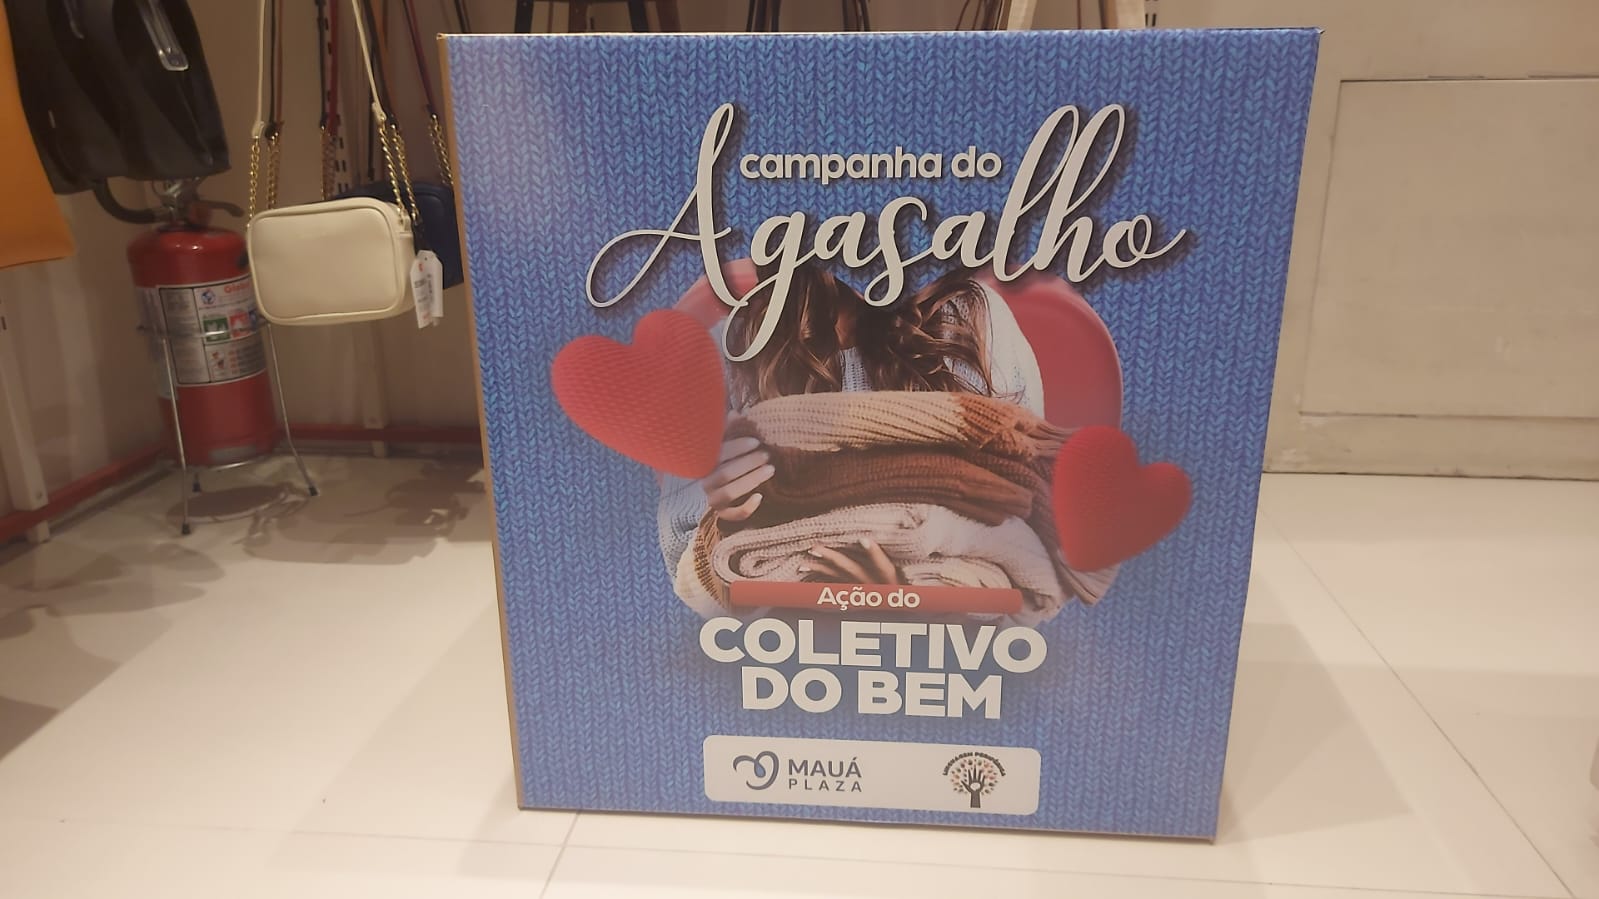 campanha do
Agasalho
Ação do
COLETIVO
DO BEM
MAUÁ
PLAZA